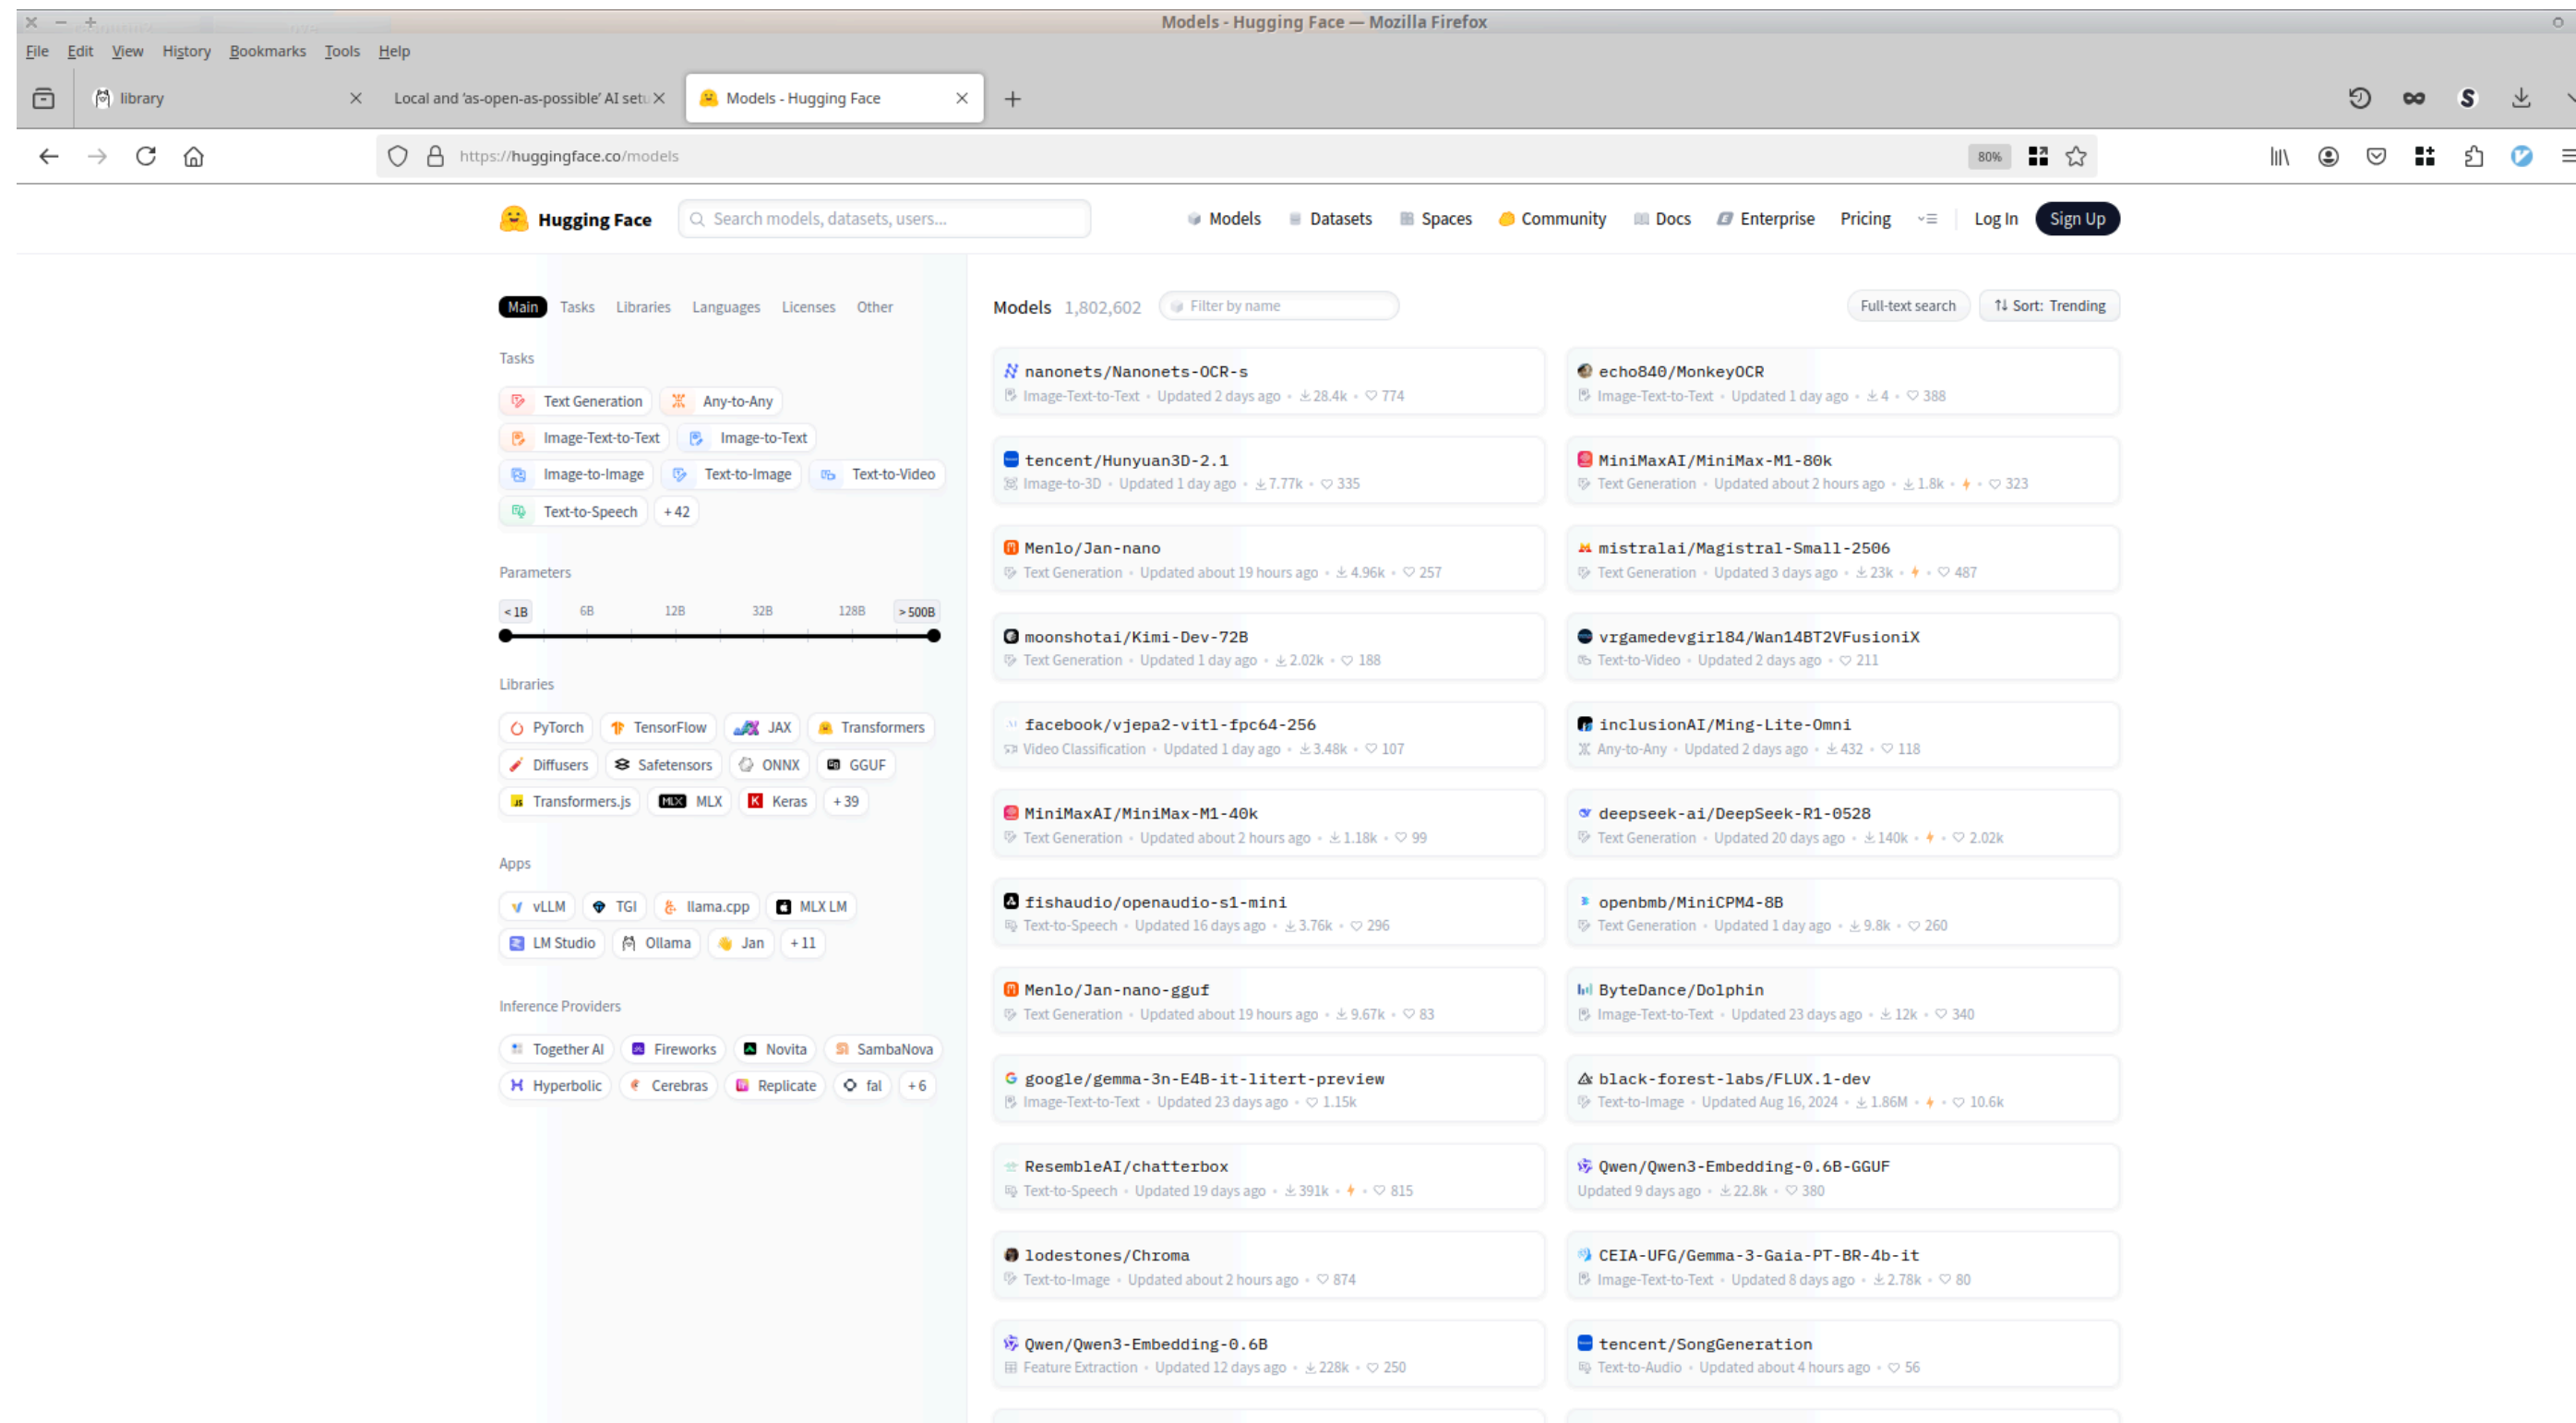 Models - Hugging Face — Mozilla Firefox
File Edit View History Bookmarks Tools Help
library
Local and 'as-open-as-possible' AI setu
Models - Hugging Face
https://huggingface.co/models
80%
Hugging Face
Search models, datasets, users...
Models Datasets Spaces Community Docs Enterprise Pricing Log In Sign Up
Main Tasks Libraries Languages Licenses Other
Tasks
Text Generation Any-to-Any
Image-Text-to-Text Image-to-Text
Image-to-Image Text-to-Image Text-to-Video
Text-to-Speech +42
Parameters
< 1B 6B 12B 32B 128B > 500B
Libraries
PyTorch TensorFlow JAX Transformers
Diffusers Safetensors ONNX GGUF
Transformers.js MLX MLX Keras +39
Apps
vLLM TGI llama.cpp MLX LM
LM Studio Ollama Jan +11
Inference Providers
Together AI Fireworks Novita SambaNova
Hyperbolic Cerebras Replicate fal +6
Models 1,802,602 Filter by name Full-text search Sort: Trending
nanonets/Nanonets-OCR-s
Image-Text-to-Text • Updated 2 days ago • 28.4k • 774
echo840/MonkeyOCR
Image-Text-to-Text • Updated 1 day ago • 4 • 388
tencent/Hunyuan3D-2.1
Image-to-3D • Updated 1 day ago • 7.77k • 335
MiniMaxAI/MiniMax-M1-80k
Text Generation • Updated about 2 hours ago • 1.8k • 323
Menlo/Jan-nano
Text Generation • Updated about 19 hours ago • 4.96k • 257
mistralai/Magistral-Small-2506
Text Generation • Updated 3 days ago • 23k • 487
moonshotai/Kimi-Dev-72B
Text Generation • Updated 1 day ago • 2.02k • 188
vrgamedevgirl84/Wan14BT2VFusioniX
Text-to-Video • Updated 2 days ago • 211
facebook/vjepa2-vitl-fpc64-256
Video Classification • Updated 1 day ago • 3.48k • 107
inclusionAI/Ming-Lite-Omni
Any-to-Any • Updated 2 days ago • 432 • 118
MiniMaxAI/MiniMax-M1-40k
Text Generation • Updated about 2 hours ago • 1.18k • 99
deepseek-ai/DeepSeek-R1-0528
Text Generation • Updated 20 days ago • 140k • 2.02k
fishaudio/openaudio-s1-mini
Text-to-Speech • Updated 16 days ago • 3.76k • 296
openbmb/MiniCPM4-8B
Text Generation • Updated 1 day ago • 9.8k • 260
Menlo/Jan-nano-gguf
Text Generation • Updated about 19 hours ago • 9.67k • 83
ByteDance/Dolphin
Image-Text-to-Text • Updated 23 days ago • 12k • 340
google/gemma-3n-E4B-it-litert-preview
Image-Text-to-Text • Updated 23 days ago • 1.15k
black-forest-labs/FLUX.1-dev
Text-to-Image • Updated Aug 16, 2024 • 1.86M • 10.6k
ResembleAI/chatterbox
Text-to-Speech • Updated 19 days ago • 391k • 815
Qwen/Qwen3-Embedding-0.6B-GGUF
Updated 9 days ago • 22.8k • 380
lodestones/Chroma
Text-to-Image • Updated about 2 hours ago • 874
CEIA-UFG/Gemma-3-Gaia-PT-BR-4b-it
Image-Text-to-Text • Updated 8 days ago • 2.78k • 80
Qwen/Qwen3-Embedding-0.6B
Feature Extraction • Updated 12 days ago • 228k • 250
tencent/SongGeneration
Text-to-Audio • Updated about 4 hours ago • 56